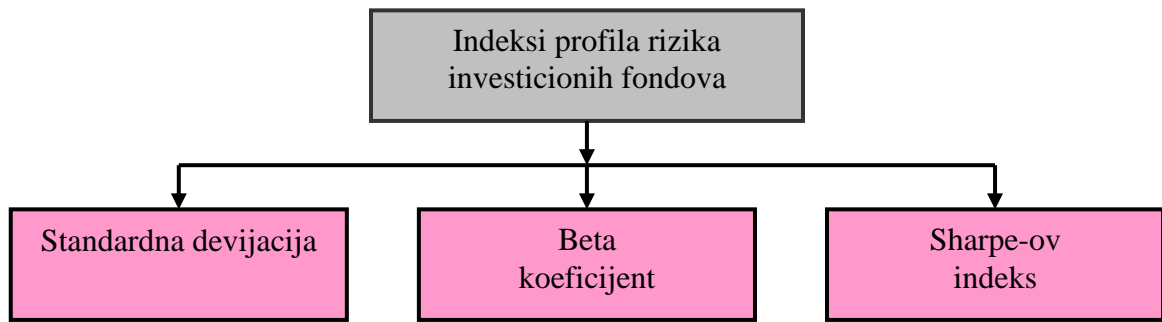 Indeksi profila rizika
investicionih fondova
Standardna devijacija
Beta
koeficijent
Sharpe-ov
indeks